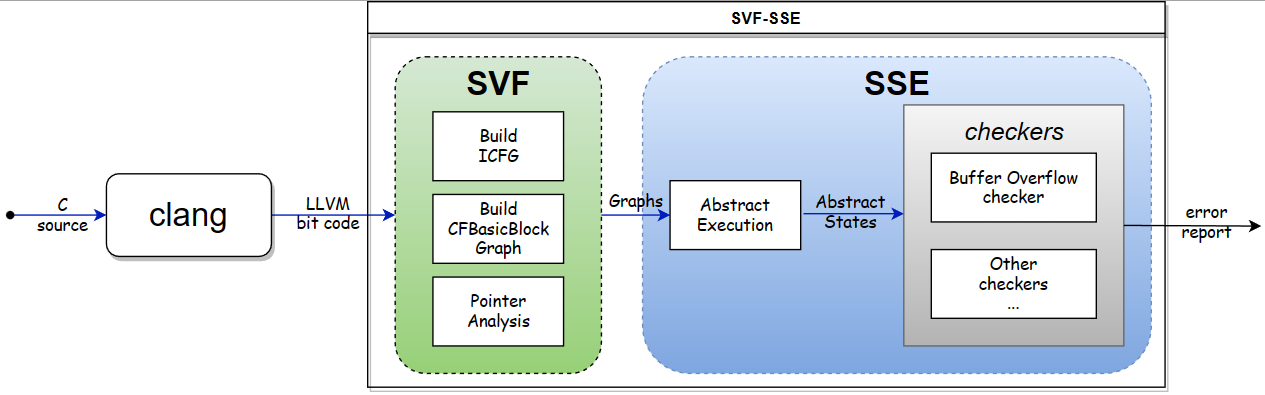 SVF-SSE
SVF
SSE
Build
ICFG
Build
CFBasicBlock
Graph
Pointer
Analysis
C
source
clang
LLVM
bit code
Graphs
Abstract
Execution
Abstract
States
checkers
Buffer Overflow
checker
Other
checkers
...
error
report